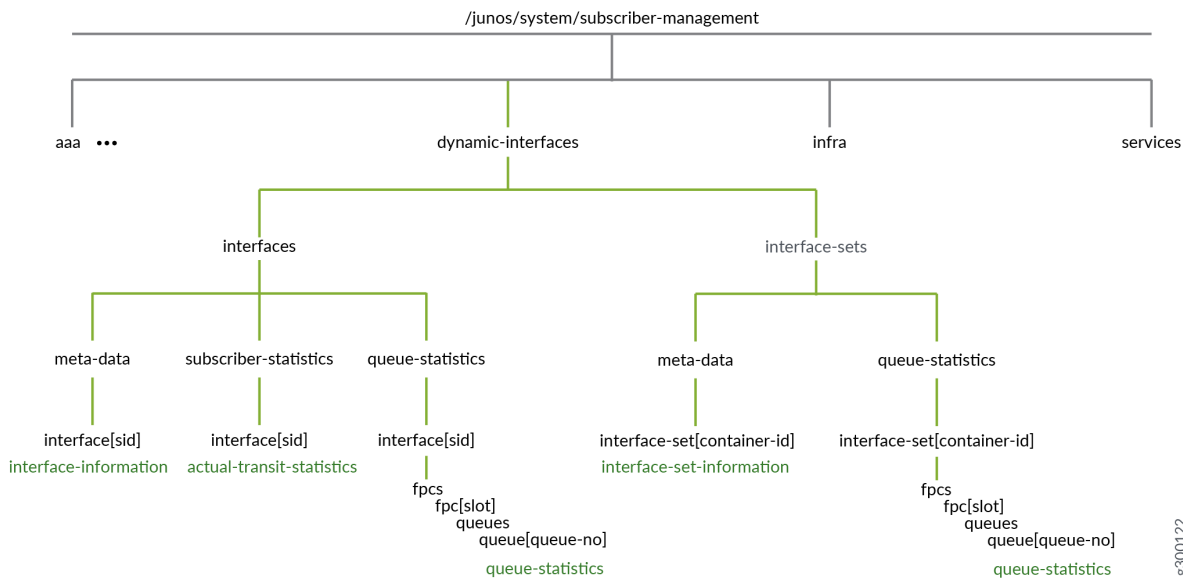 /junos/system/subscriber-management
aaa •••
dynamic-interfaces
infra
services
interfaces
interface-sets
meta-data
subscriber-statistics
queue-statistics
meta-data
queue-statistics
interface[sid]
interface[sid]
interface[sid]
interface-set[container-id]
interface-set[container-id]
interface-information
actual-transit-statistics
interface-set-information
fpcs
fpcs
fpc[slot]
fpc[slot]
queues
queues
queue[queue-no]
queue[queue-no]
queue-statistics
queue-statistics
g300122